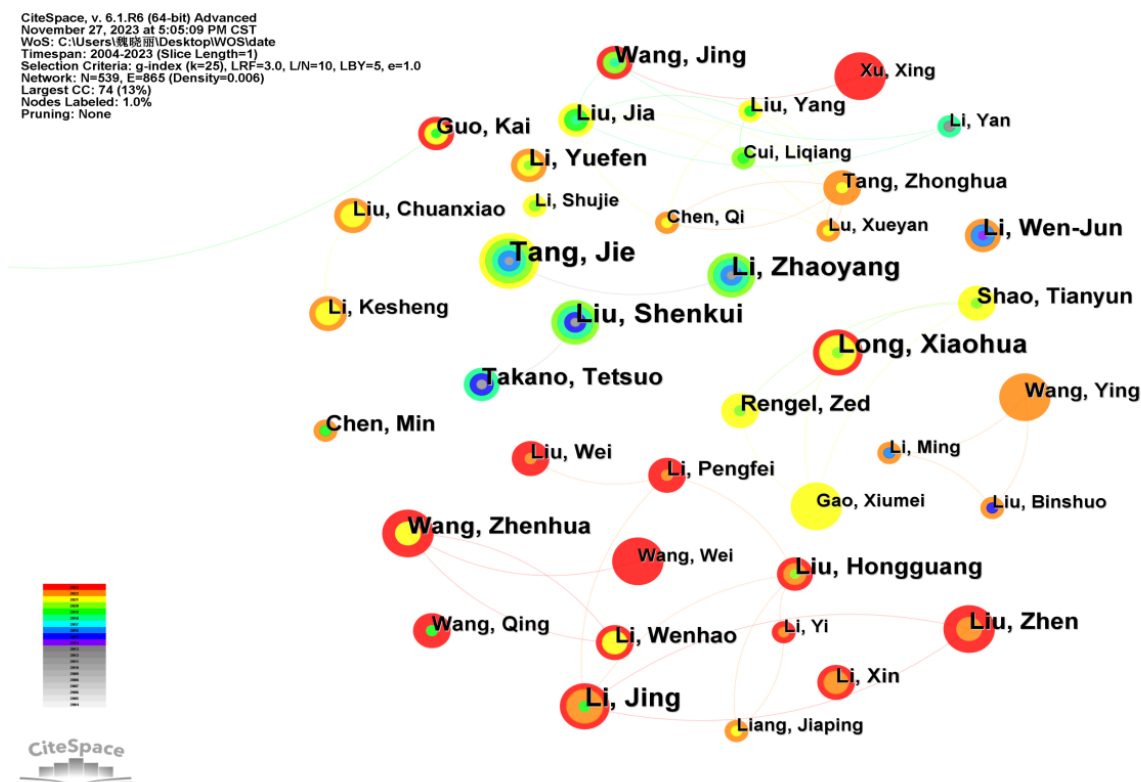 CiteSpace, v. 6.1.R6 (64-bit) Advanced
November 27, 2023 at 5:05:09 PM CST
WoS: C:\Users\魏晓丽\Desktop\WOS\date
Timespan: 2004-2023 (Slice Length=1)
Selection Criteria: g-index (k=25), LRF=3.0, L/N=10, LBY=5, e=1.0
Network: N=539, E=865 (Density=0.006)
Largest CC: 74 (13%)
Nodes Labeled: 1.0%
Pruning: None
Wang, Jing
Xu, Xing
Liu, Jia
Liu, Yang
Li, Yan
Guo, Kai
Cui, Liqiang
Li, Yuefen
Tang, Zhonghua
Li, Shujie
Liu, Chuanxiao
Chen, Qi
Lu, Xueyan
Li, Wen-Jun
Tang, Jie
Li, Zhaoyang
Li, Kesheng
Liu, Shenkui
Shao, Tianyun
Long, Xiaohua
Takano, Tetsuo
Wang, Ying
Rengel, Zed
Chen, Min
Liu, Wei
Li, Ming
Li, Pengfei
Gao, Xiumei
Liu, Binshuo
Wang, Zhenhua
Wang, Wei
Liu, Hongguang
Wang, Qing
Li, Wenhao
Li, Yi
Liu, Zhen
Li, Xin
Li, Jing
Liang, Jiaping
CiteSpace